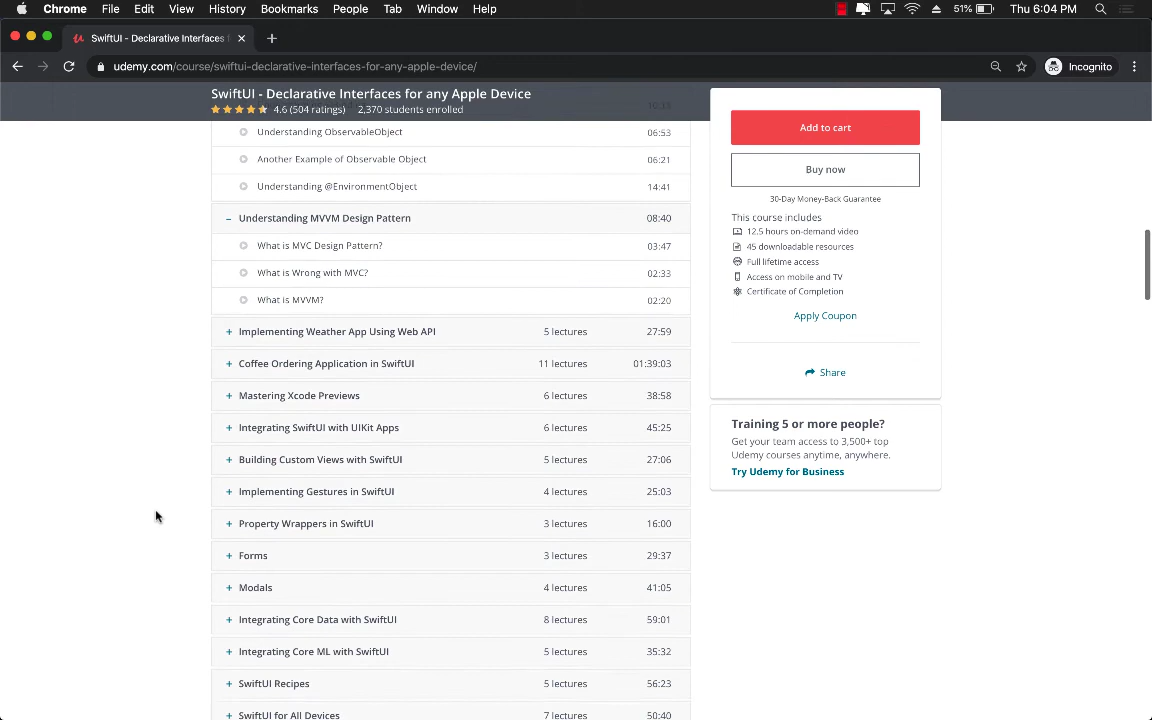 Chrome File Edit View History Bookmarks People Tab Window Help 51% Thu 6:04 PM
SwiftUI - Declarative Interfaces f
udemy.com/course/swiftui-declarative-interfaces-for-any-apple-device/ Incognito
SwiftUI - Declarative Interfaces for any Apple Device
4.6 (504 ratings) 2,370 students enrolled
Understanding ObservableObject 06:53
Another Example of Observable Object 06:21
Understanding @EnvironmentObject 14:41
– Understanding MVVM Design Pattern 08:40
What is MVC Design Pattern? 03:47
What is Wrong with MVC? 02:33
What is MVVM? 02:20
+ Implementing Weather App Using Web API 5 lectures 27:59
+ Coffee Ordering Application in SwiftUI 11 lectures 01:39:03
+ Mastering Xcode Previews 6 lectures 38:58
+ Integrating SwiftUI with UIKit Apps 6 lectures 45:25
+ Building Custom Views with SwiftUI 5 lectures 27:06
+ Implementing Gestures in SwiftUI 4 lectures 25:03
+ Property Wrappers in SwiftUI 3 lectures 16:00
+ Forms 3 lectures 29:37
+ Modals 4 lectures 41:05
+ Integrating Core Data with SwiftUI 8 lectures 59:01
+ Integrating Core ML with SwiftUI 5 lectures 35:32
+ SwiftUI Recipes 5 lectures 56:23
+ SwiftUI for All Devices 7 lectures 50:40
Add to cart
Buy now
30-Day Money-Back Guarantee
This course includes
12.5 hours on-demand video
45 downloadable resources
Full lifetime access
Access on mobile and TV
Certificate of Completion
Apply Coupon
Share
Training 5 or more people?
Get your team access to 3,500+ top
Udemy courses anytime, anywhere.
Try Udemy for Business